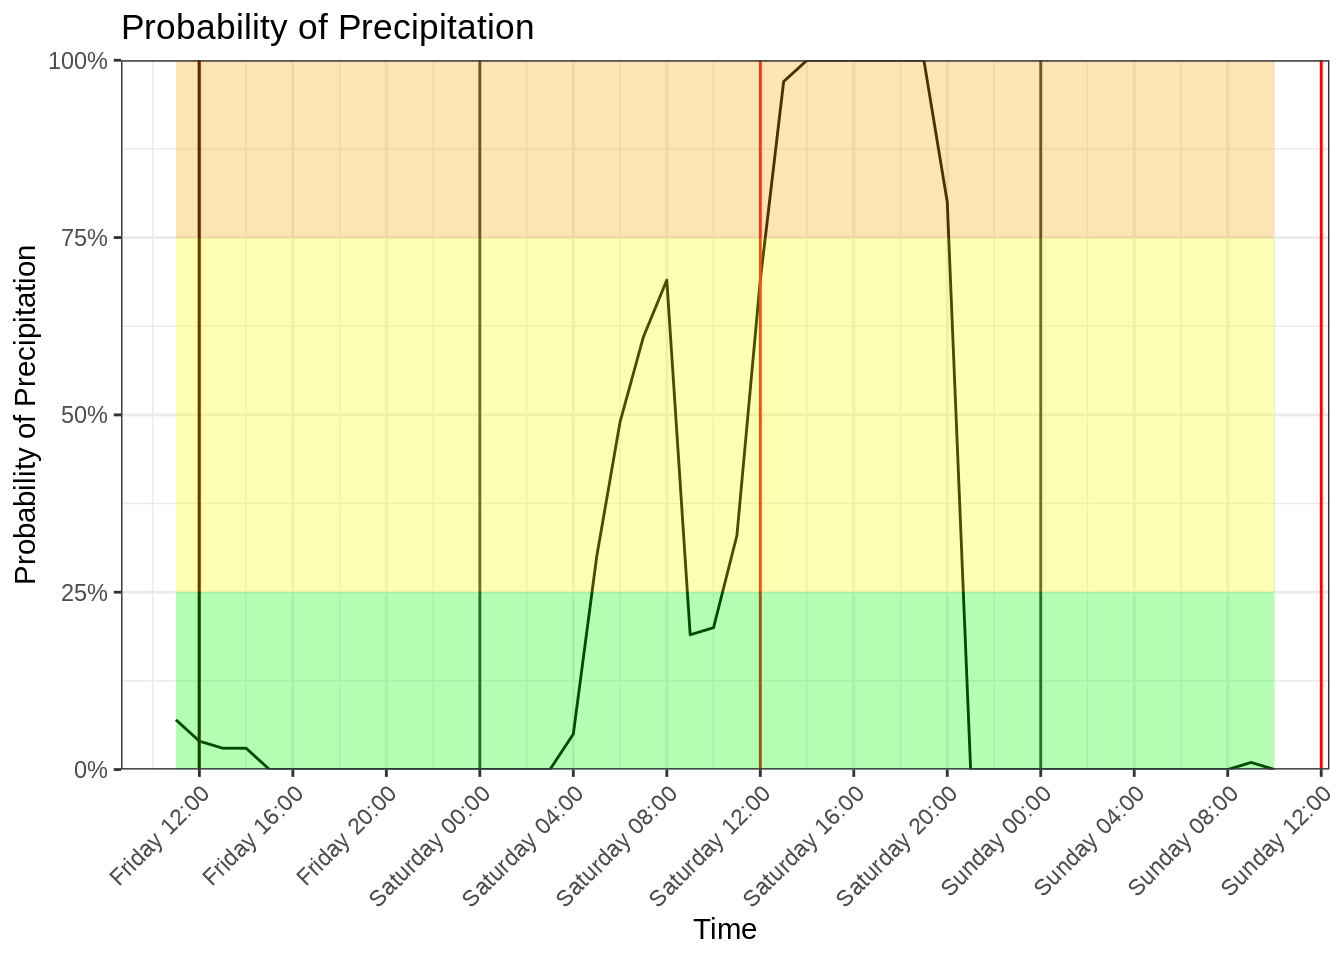 Probability of Precipitation
Probability of Precipitation
100%
75%
50%
25%
0%
Friday 12:00
Friday 16:00
Friday 20:00
Saturday 00:00
Saturday 04:00
Saturday 08:00
Saturday 12:00
Saturday 16:00
Saturday 20:00
Sunday 00:00
Sunday 04:00
Sunday 08:00
Sunday 12:00
Time